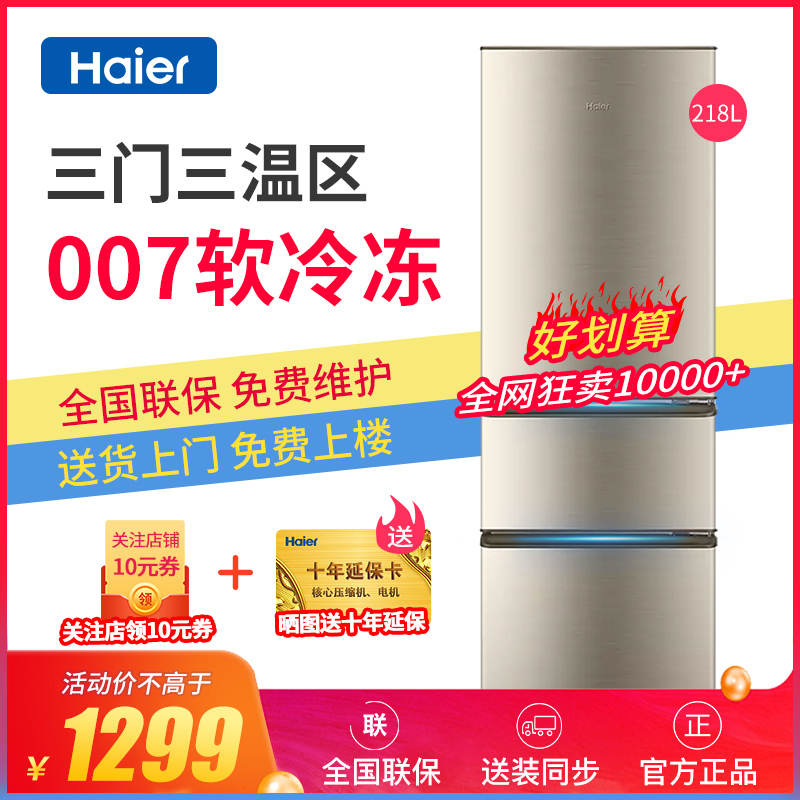 Haier
Haier
218L
三门三温区
007软冷冻
好划算
全网狂卖10000+
全国联保 免费维护
送货上门 免费上楼
关注店铺
10元券
领
关注店领10元券
+
Haier
送
十年延保卡
核心压缩机、电机
晒图送十年延保
活动价不高于
¥1299
联
全国联保
送装同步
正
官方正品